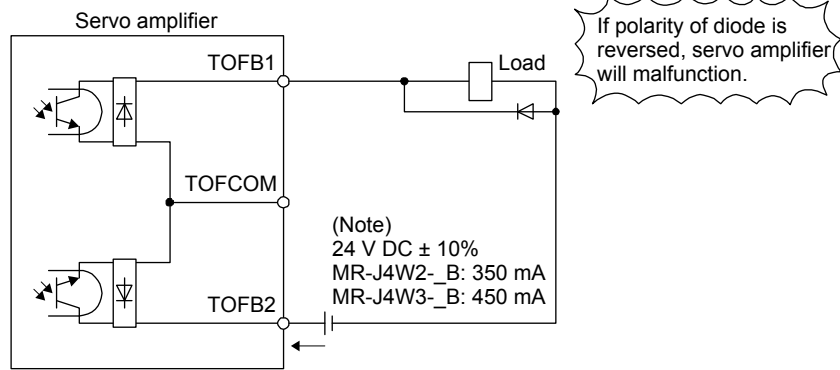 Servo amplifier
If polarity of diode is
reversed, servo amplifier
will malfunction.
TOFB1
Load
TOFCOM
(Note)
24 V DC ± 10%
MR-J4W2-_B: 350 mA
MR-J4W3-_B: 450 mA
TOFB2